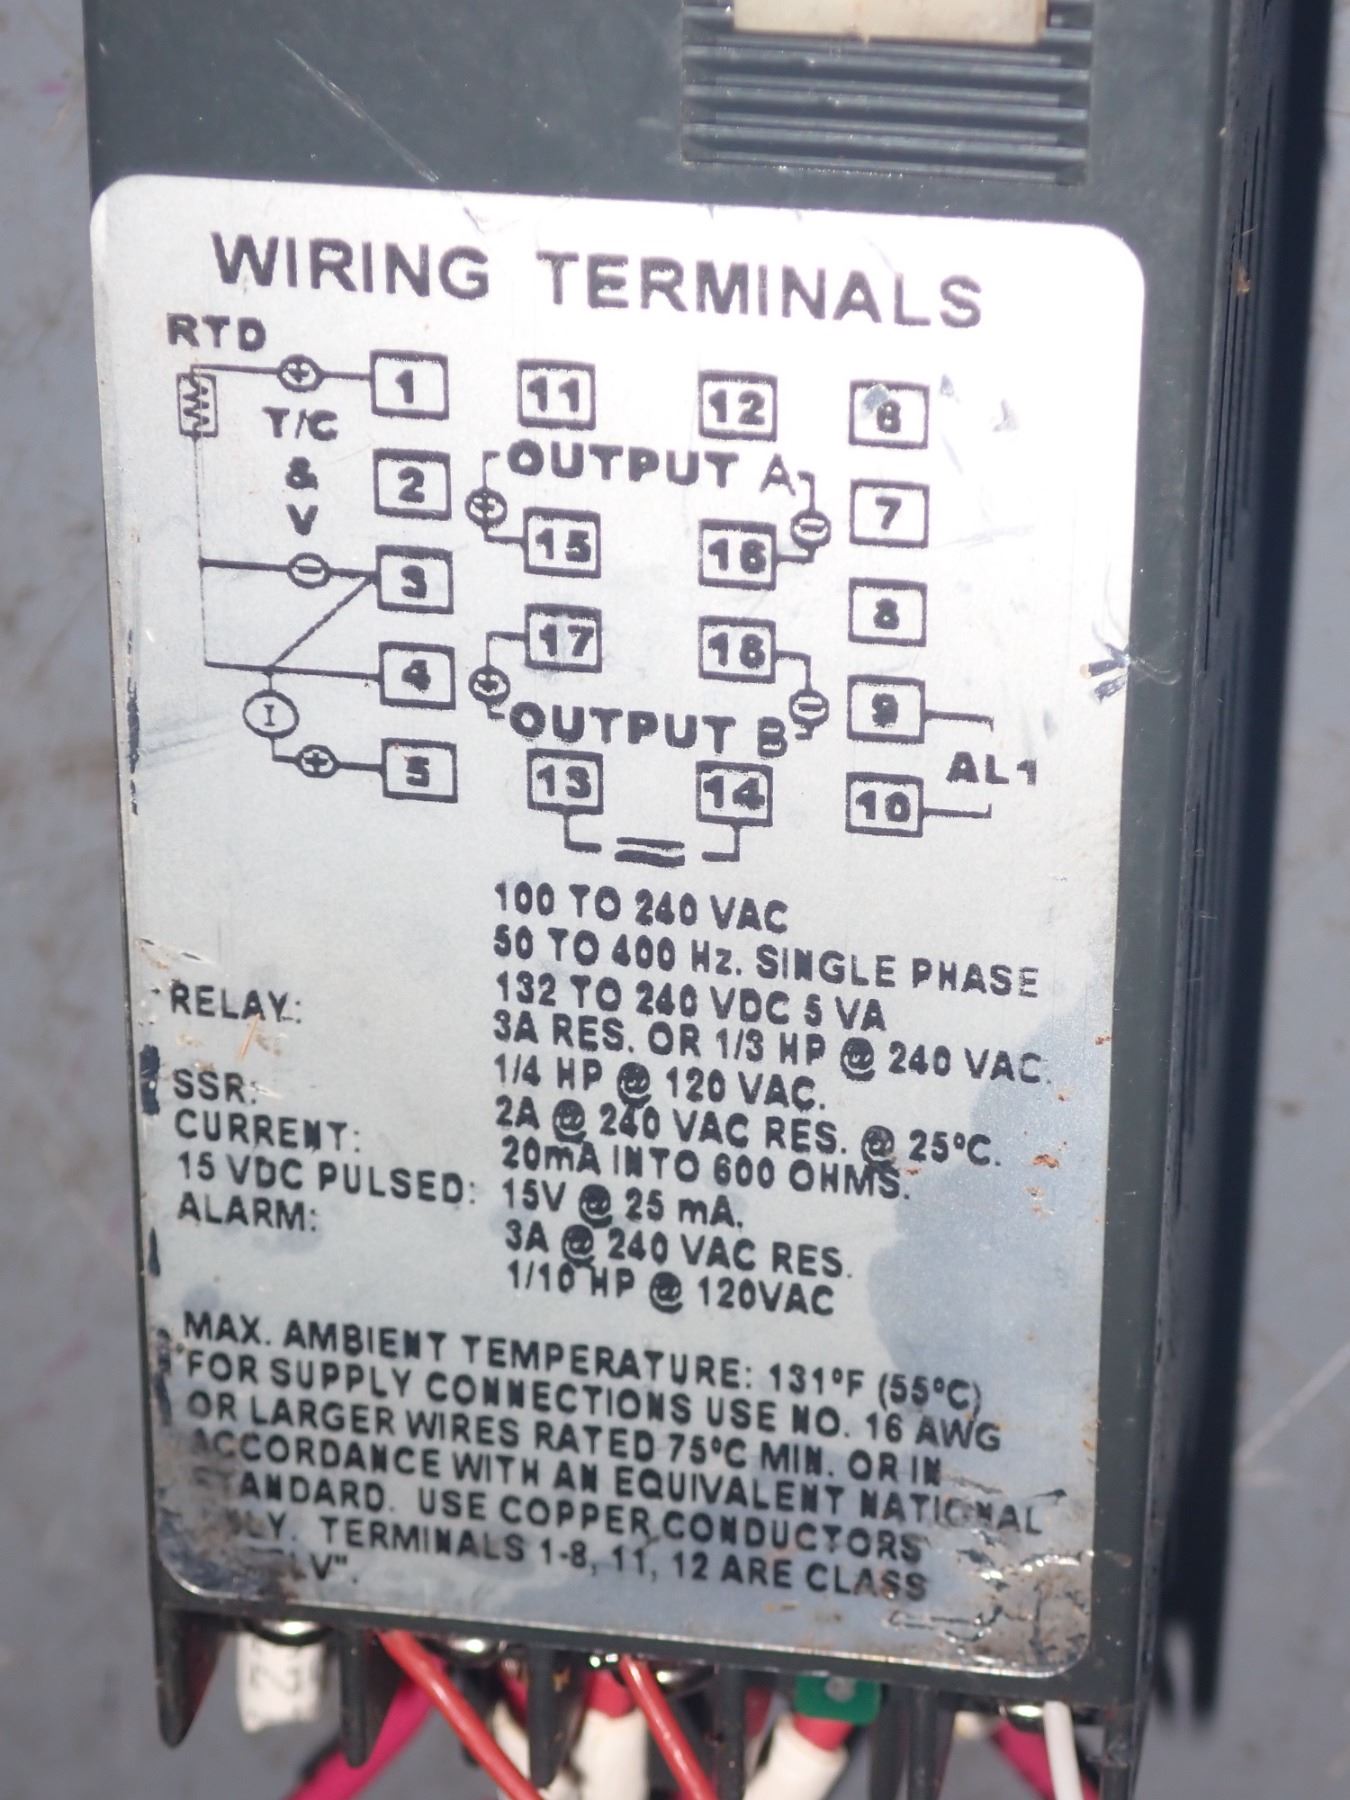 WIRING TERMINALS
RTD
1 11 12 6
T/C
2 OUTPUT A 7
&
V
15 16
3 8
17 18
4 9
I OUTPUT B
5 13 14 AL1
10
100 TO 240 VAC
50 TO 400 Hz. SINGLE PHASE
132 TO 240 VDC 5 VA
RELAY: 3A RES. OR 1/3 HP @ 240 VAC.
1/4 HP @ 120 VAC.
SSR: 2A @ 240 VAC RES. @ 25°C.
CURRENT: 20mA INTO 600 OHMS.
15 VDC PULSED: 15V @ 25 mA.
ALARM: 3A @ 240 VAC RES.
1/10 HP @ 120VAC
MAX. AMBIENT TEMPERATURE: 131°F (55°C)
FOR SUPPLY CONNECTIONS USE NO. 16 AWG
OR LARGER WIRES RATED 75°C MIN. OR IN
ACCORDANCE WITH AN EQUIVALENT NATIONAL
STANDARD. USE COPPER CONDUCTORS
TERMINALS 1-8, 11, 12 ARE CLASS